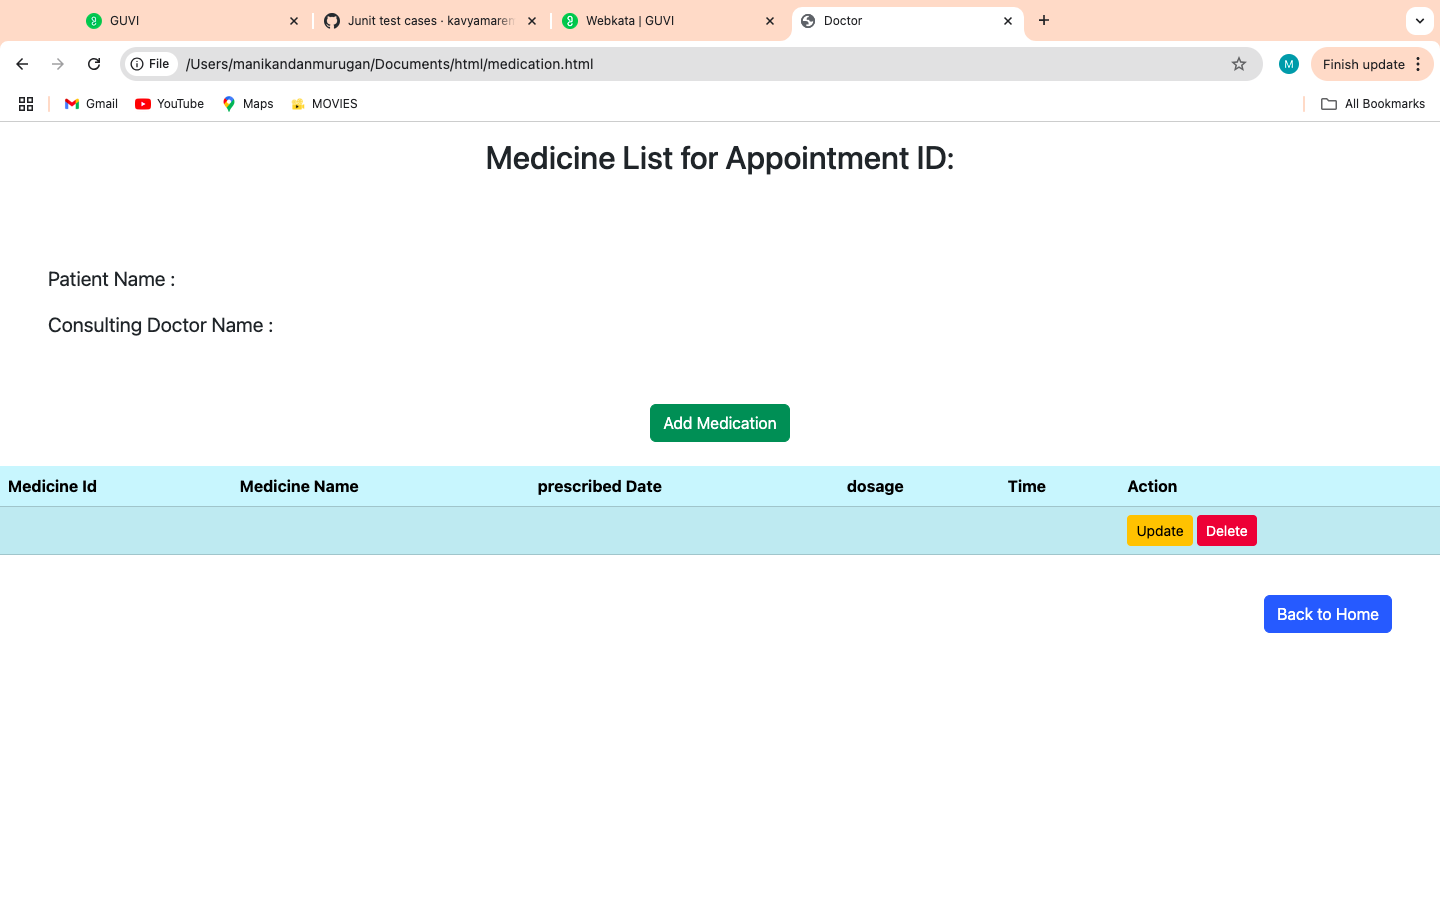 GUVI
Junit test cases · kavyamaren
Webkata | GUVI
Doctor
File
/Users/manikandanmurugan/Documents/html/medication.html
M
Finish update
Gmail
YouTube
Maps
MOVIES
All Bookmarks
Medicine List for Appointment ID:
Patient Name :
Consulting Doctor Name :
Add Medication
Medicine Id Medicine Name prescribed Date dosage Time Action
Update Delete
Back to Home